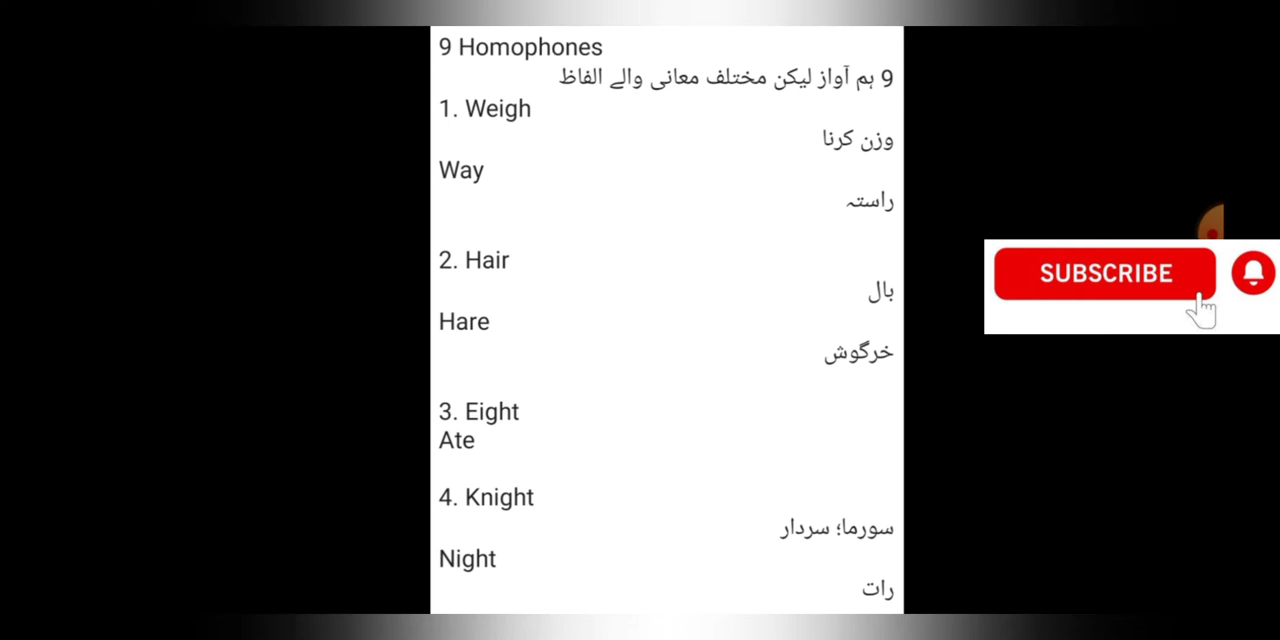 9 Homophones
9 ہم آواز لیکن مختلف معانی والے الفاظ
1. Weigh
وزن کرنا
Way
راستہ
2. Hair
بال
Hare
خرگوش
3. Eight
Ate
4. Knight
سورما؛ سردار
Night
رات
SUBSCRIBE